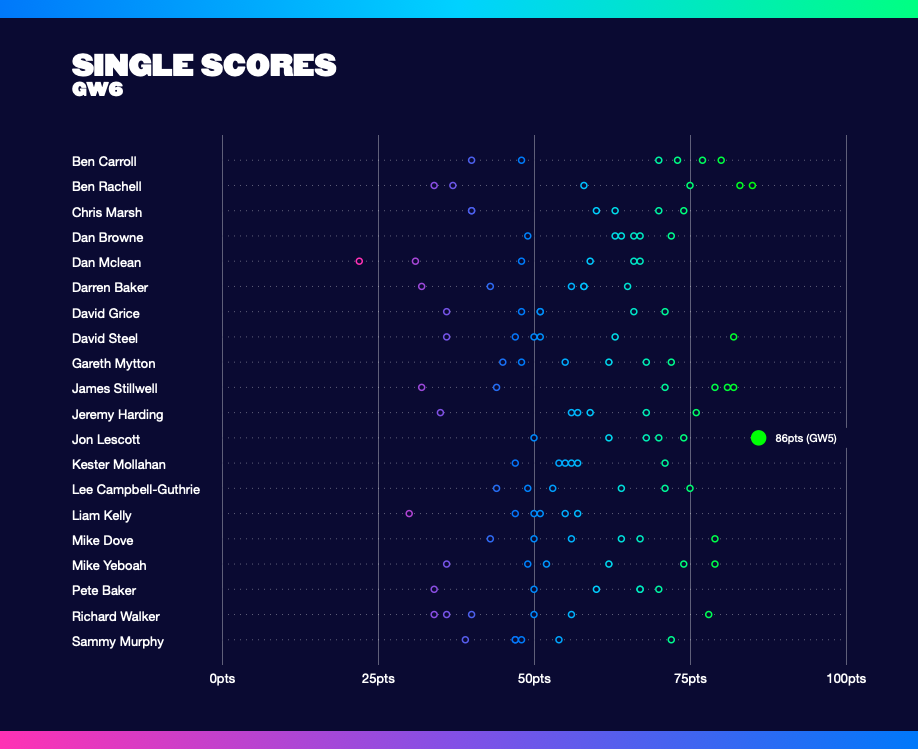 SINGLE SCORES
GW6
Ben Carroll
Ben Rachell
Chris Marsh
Dan Browne
Dan Mclean
Darren Baker
David Grice
David Steel
Gareth Mytton
James Stillwell
Jeremy Harding
Jon Lescott
86pts (GW5)
Kester Mollahan
Lee Campbell-Guthrie
Liam Kelly
Mike Dove
Mike Yeboah
Pete Baker
Richard Walker
Sammy Murphy
0pts 25pts 50pts 75pts 100pts